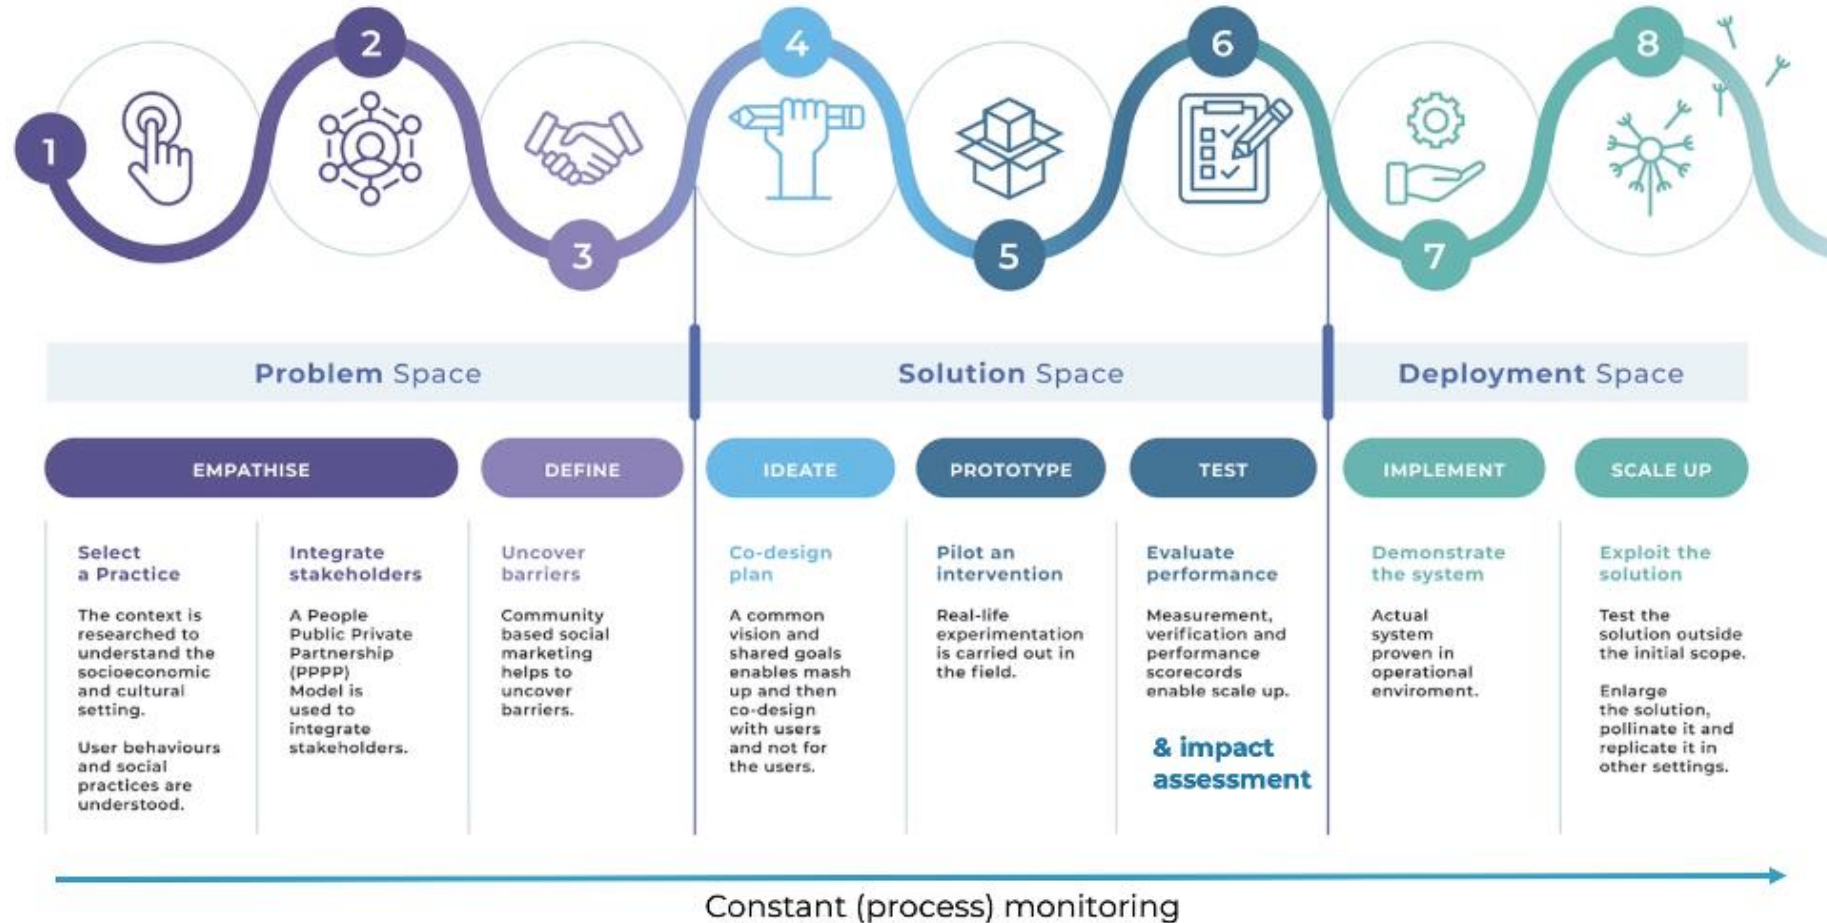 1
2
3
4
5
6
7
8
Problem Space
Solution Space
Deployment Space
EMPATHISE
DEFINE
IDEATE
PROTOTYPE
TEST
IMPLEMENT
SCALE UP
Select
a Practice
The context is
researched to
understand the
socioeconomic
and cultural
setting.
User behaviours
and social
practices are
understood.
Integrate
stakeholders
A People
Public Private
Partnership
(PPPP)
Model is
used to
integrate
stakeholders.
Uncover
barriers
Community
based social
marketing
helps to
uncover
barriers.
Co-design
plan
A common
vision and
shared goals
enables mash
up and then
co-design
with users
and not for
the users.
Pilot an
intervention
Real-life
experimentation
is carried out in
the field.
Evaluate
performance
Measurement,
verification and
performance
scorecords
enable scale up.
& impact
assessment
Demonstrate
the system
Actual
system
proven in
operational
enviroment.
Exploit the
solution
Test the
solution outside
the initial scope.
Enlarge
the solution,
pollinate it and
replicate it in
other settings.
Constant (process) monitoring